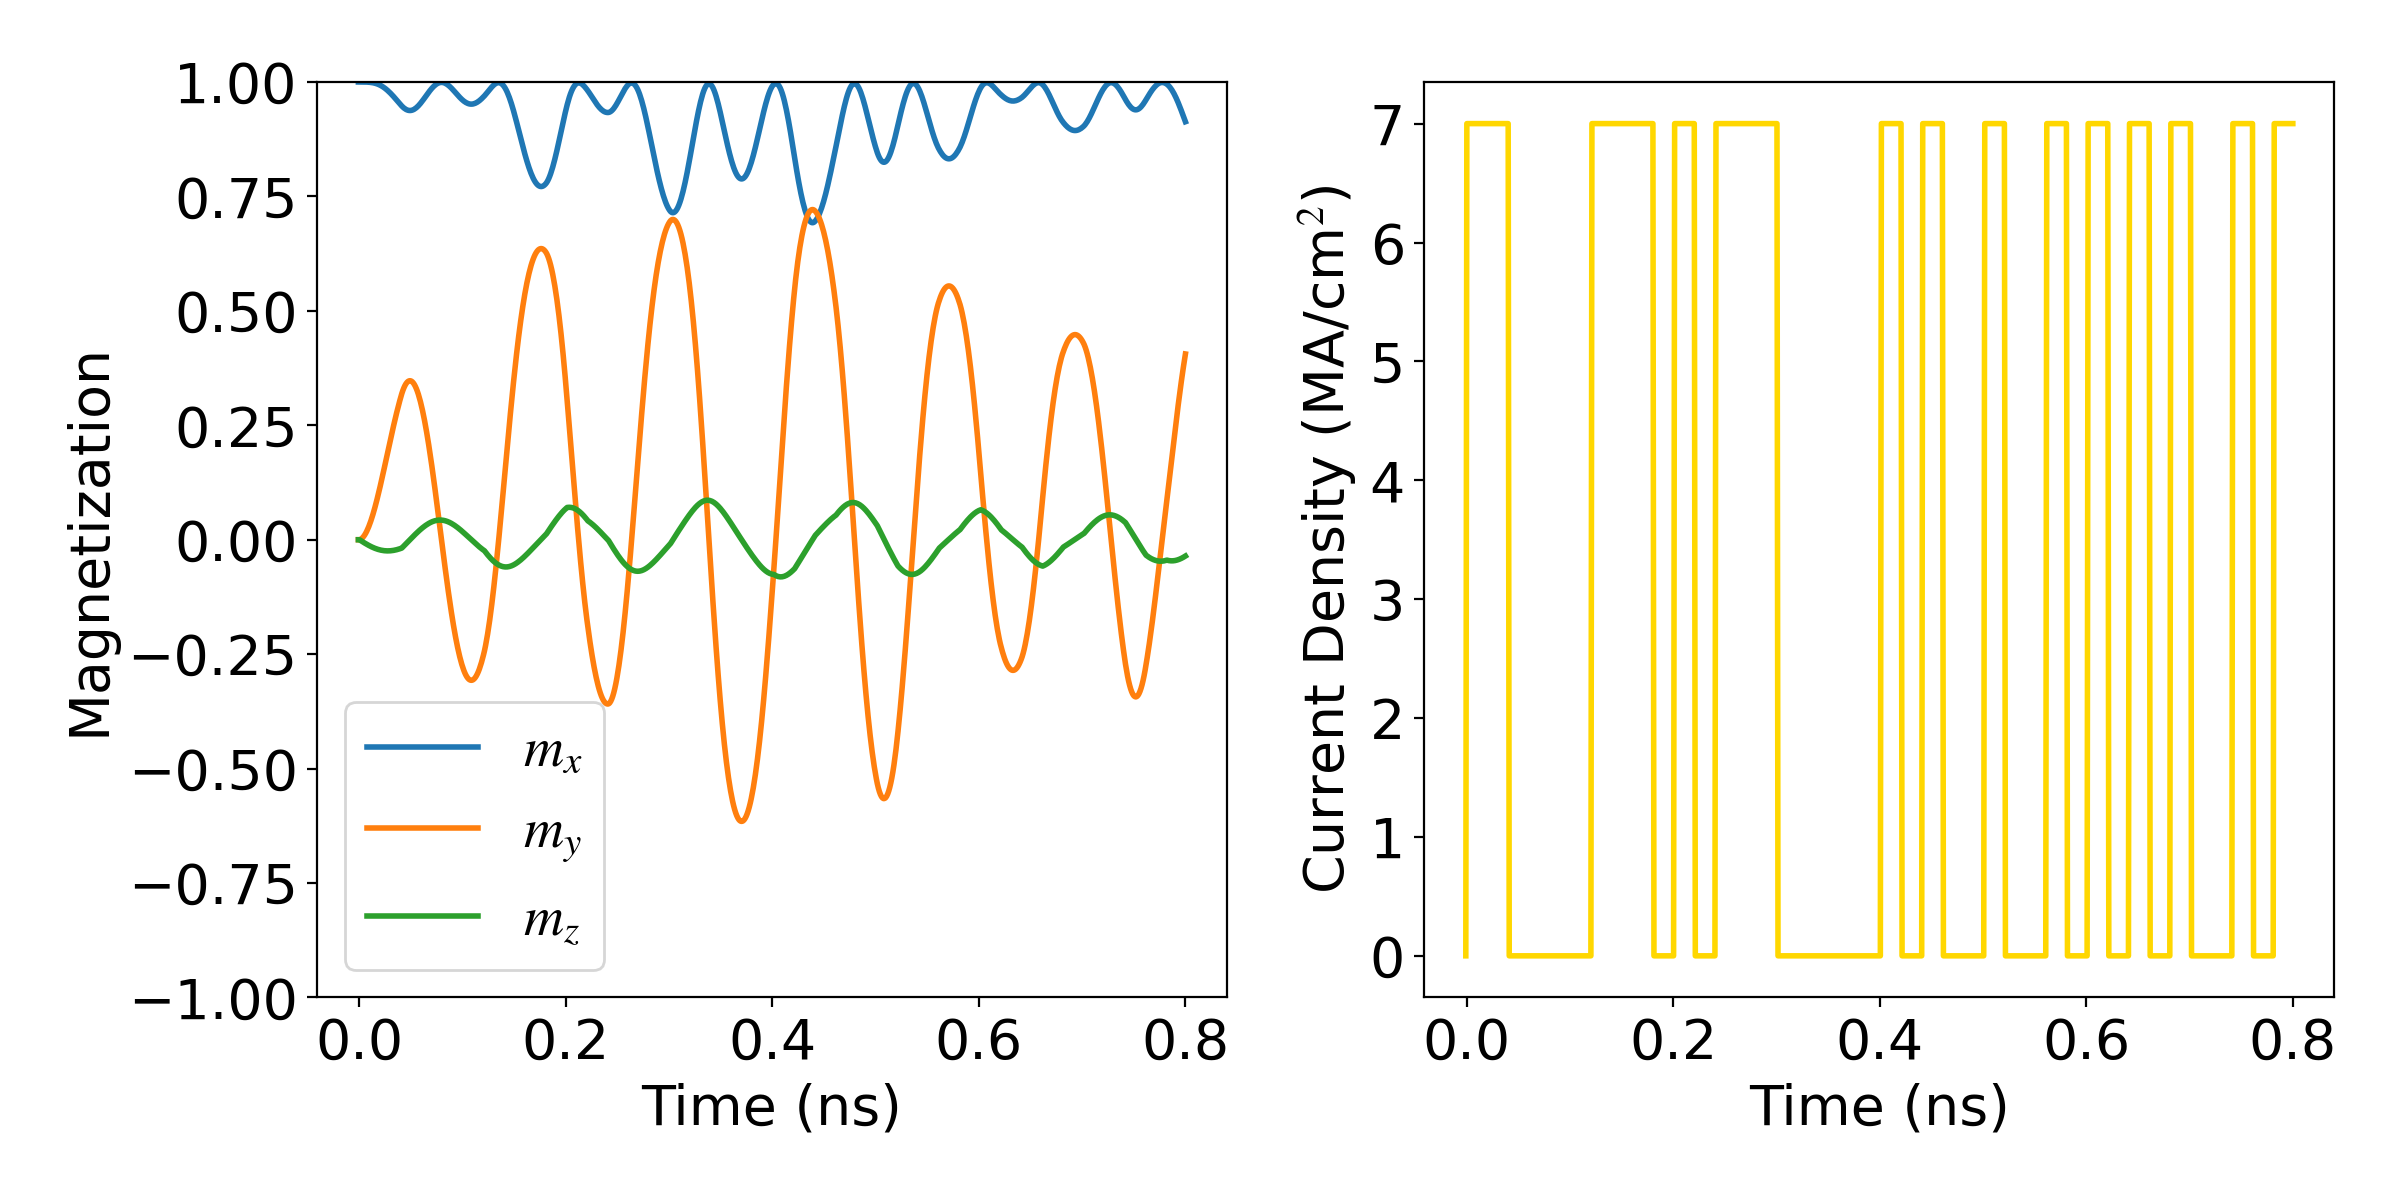 1.00
0.75
0.50
0.25
0.00
−0.25
−0.50
−0.75
−1.00
Magnetization
m_x
m_y
m_z
0.0 0.2 0.4 0.6 0.8
Time (ns)
7
6
5
4
3
2
1
0
Current Density (MA/cm²)
0.0 0.2 0.4 0.6 0.8
Time (ns)